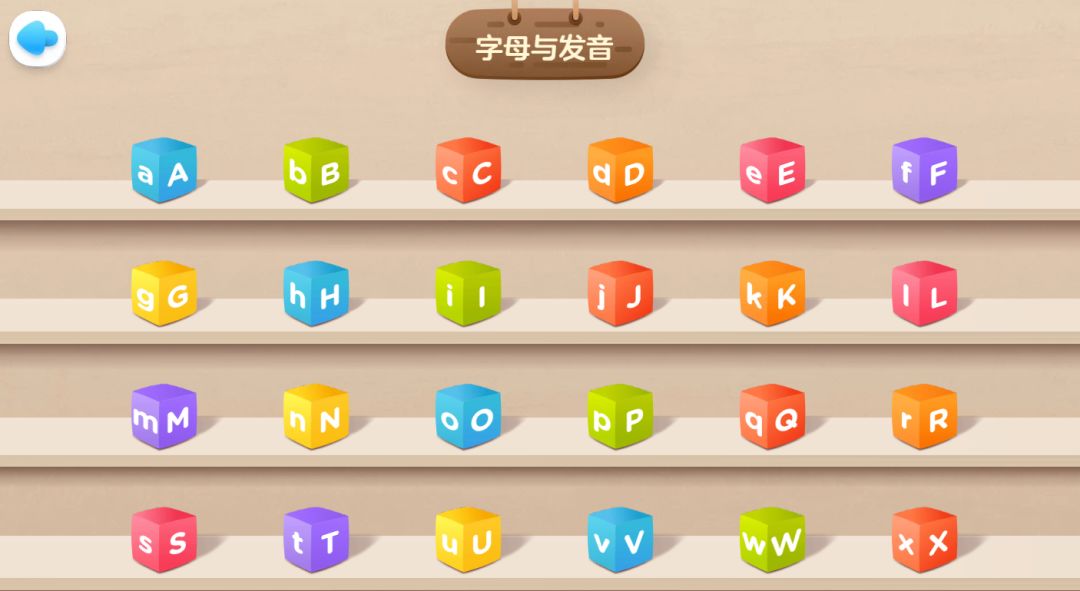 字母与发音
aA bB cC dD eE fF
gG hH iI jJ kK lL
mM nN oO pP qQ rR
sS tT uU vV wW xX